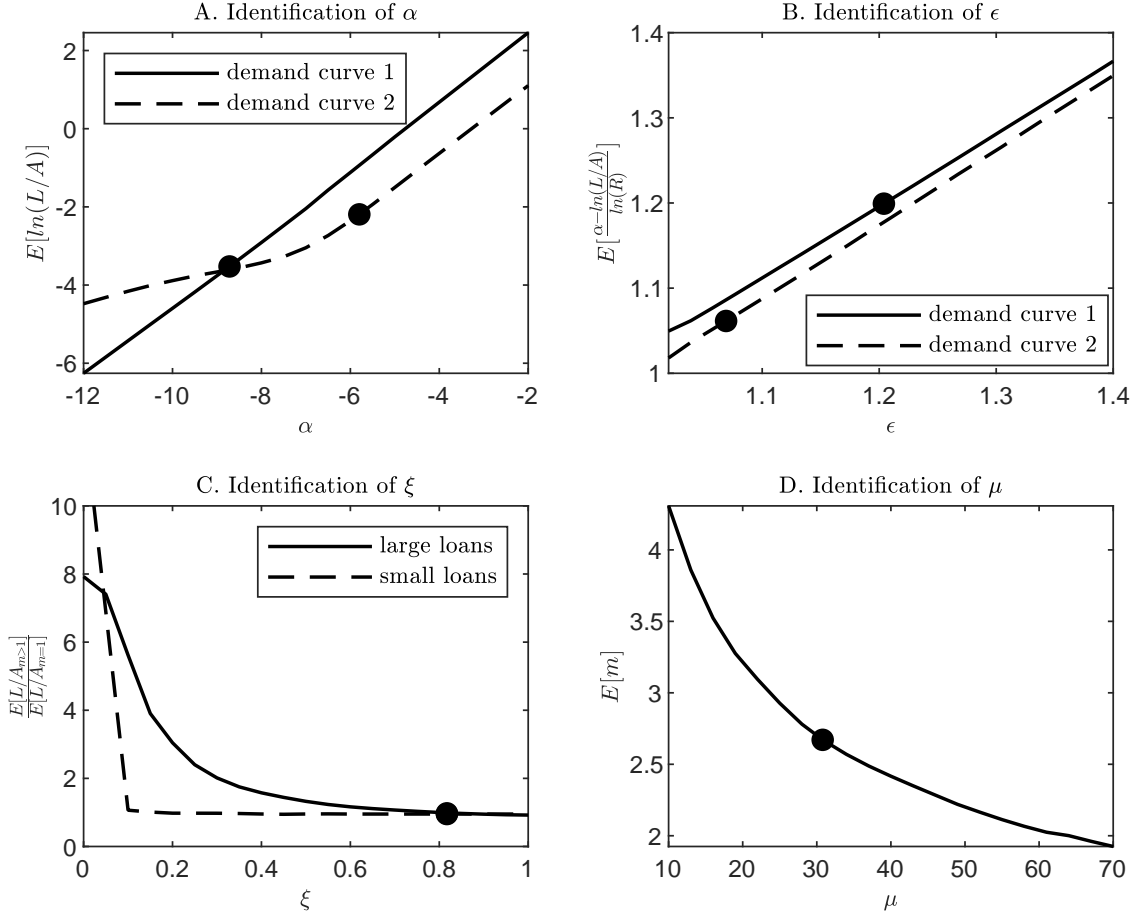 A. Identification of α
2
0
-2
-4
-6
E[ln(L/A)]
demand curve 1
demand curve 2
-12 -10 -8 -6 -4 -2
α
B. Identification of ϵ
1.4
1.3
1.2
1.1
1
E[α−ln(L/A)/ln(R)]
demand curve 1
demand curve 2
1.1 1.2 1.3 1.4
ϵ
C. Identification of ξ
10
8
6
4
2
0
E[L/A_{m>1}]/E[L/A_{m=1}]
large loans
small loans
0 0.2 0.4 0.6 0.8 1
ξ
D. Identification of μ
4
3.5
3
2.5
2
E[m]
10 20 30 40 50 60 70
μ